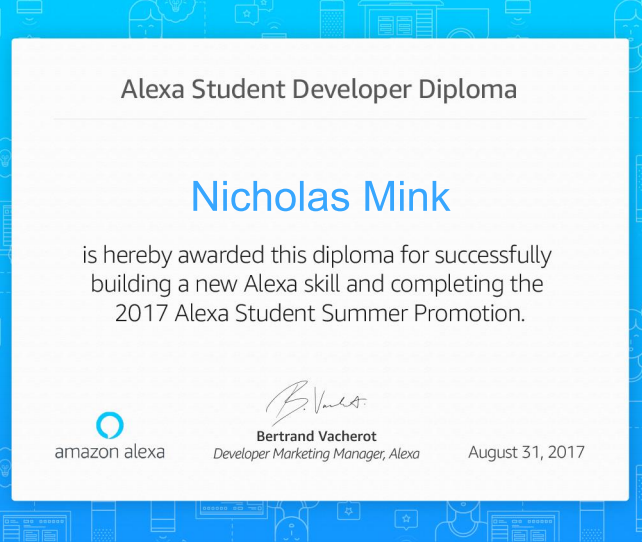 Alexa Student Developer Diploma
Nicholas Mink
is hereby awarded this diploma for successfully
building a new Alexa skill and completing the
2017 Alexa Student Summer Promotion.
B. Vacht.
Bertrand Vacherot
Developer Marketing Manager, Alexa
amazon alexa
August 31, 2017